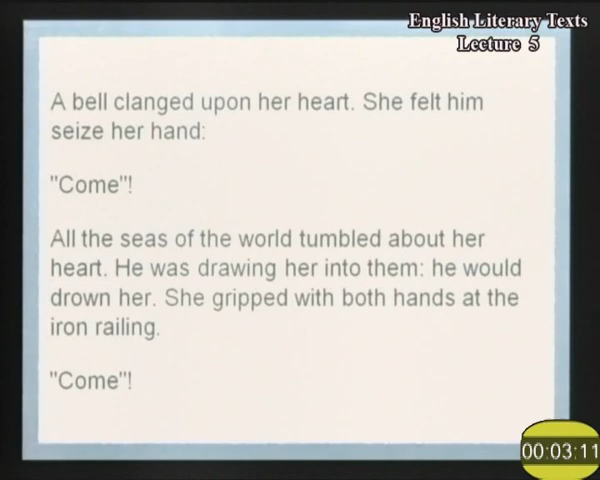 English Literary Texts
Lecture 5
A bell clanged upon her heart. She felt him
seize her hand:
"Come"!
All the seas of the world tumbled about her
heart. He was drawing her into them: he would
drown her. She gripped with both hands at the
iron railing.
"Come"!
00:03:11